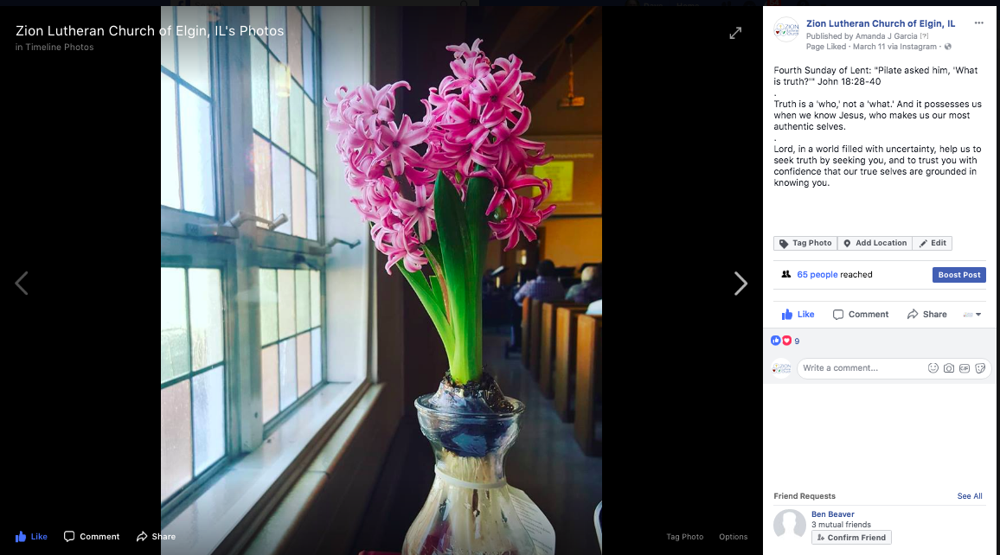 Zion Lutheran Church of Elgin, IL's Photos
in Timeline Photos
Like
Comment
Share
Tag Photo
Options
Zion Lutheran Church of Elgin, IL
Published by Amanda J Garcia [?]
Page Liked · March 11 via Instagram ·
Fourth Sunday of Lent: "Pilate asked him, 'What
is truth?'" John 18:28-40
.
Truth is a 'who,' not a 'what.' And it possesses us
when we know Jesus, who makes us our most
authentic selves.
.
Lord, in a world filled with uncertainty, help us to
seek truth by seeking you, and to trust you with
confidence that our true selves are grounded in
knowing you.
Tag Photo
Add Location
Edit
65 people reached
Boost Post
Like
Comment
Share
9
Write a comment...
GIF
Friend Requests
See All
Ben Beaver
3 mutual friends
Confirm Friend